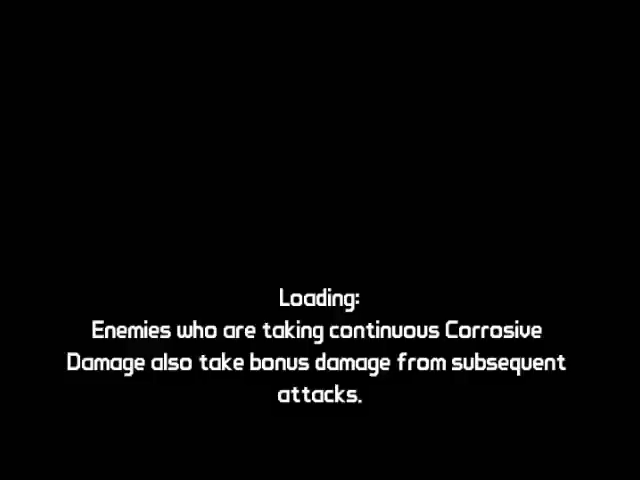 Loading:
Enemies who are taking continuous Corrosive
Damage also take bonus damage from subsequent
attacks.